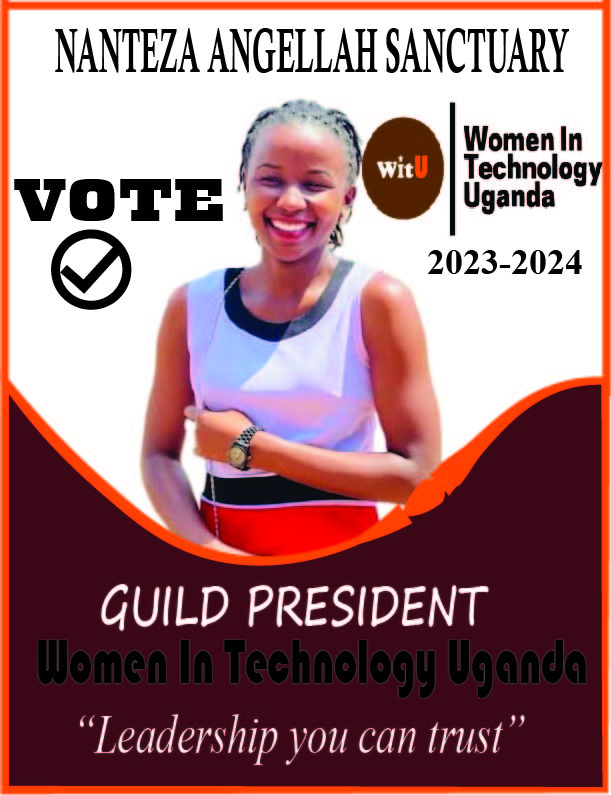 NANTEZA ANGELLAH SANCTUARY
VOTE
WitU
Women In
Technology
Uganda
2023-2024
GUILD PRESIDENT
Women In Technology Uganda
“Leadership you can trust”